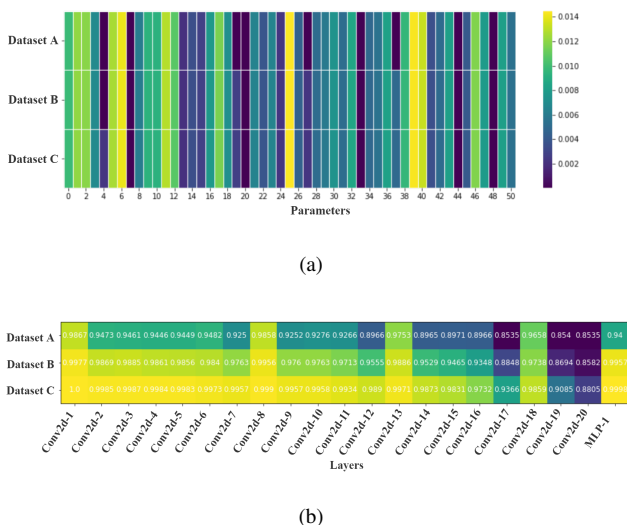 0.014
Dataset A
0.012
0.010
Dataset B
0.008
0.006
0.004
Dataset C
0.002
0 2 4 6 8 10 12 14 16 18 20 22 24 26 28 30 32 34 36 38 40 42 44 46 48 50
Parameters
(a)
Dataset A 0.9867 0.9473 0.9461 0.9446 0.9449 0.9482 0.925 0.9858 0.9252 0.9276 0.9266 0.8966 0.9753 0.8965 0.8971 0.8966 0.8535 0.9658 0.854 0.8535 0.94
Dataset B 0.9977 0.9869 0.9885 0.9861 0.9856 0.984 0.9763 0.9956 0.976 0.9763 0.9713 0.9555 0.9886 0.9529 0.9465 0.9348 0.8848 0.9738 0.8694 0.8582 0.9957
Dataset C 1.0 0.9985 0.9987 0.9984 0.9983 0.9973 0.9957 0.999 0.9957 0.9958 0.9934 0.989 0.9971 0.9873 0.9831 0.9732 0.9366 0.9859 0.9085 0.8805 0.9998
Conv2d-1 Conv2d-2 Conv2d-3 Conv2d-4 Conv2d-5 Conv2d-6 Conv2d-7 Conv2d-8 Conv2d-9 Conv2d-10 Conv2d-11 Conv2d-12 Conv2d-13 Conv2d-14 Conv2d-15 Conv2d-16 Conv2d-17 Conv2d-18 Conv2d-19 Conv2d-20 MLP-1
Layers
(b)